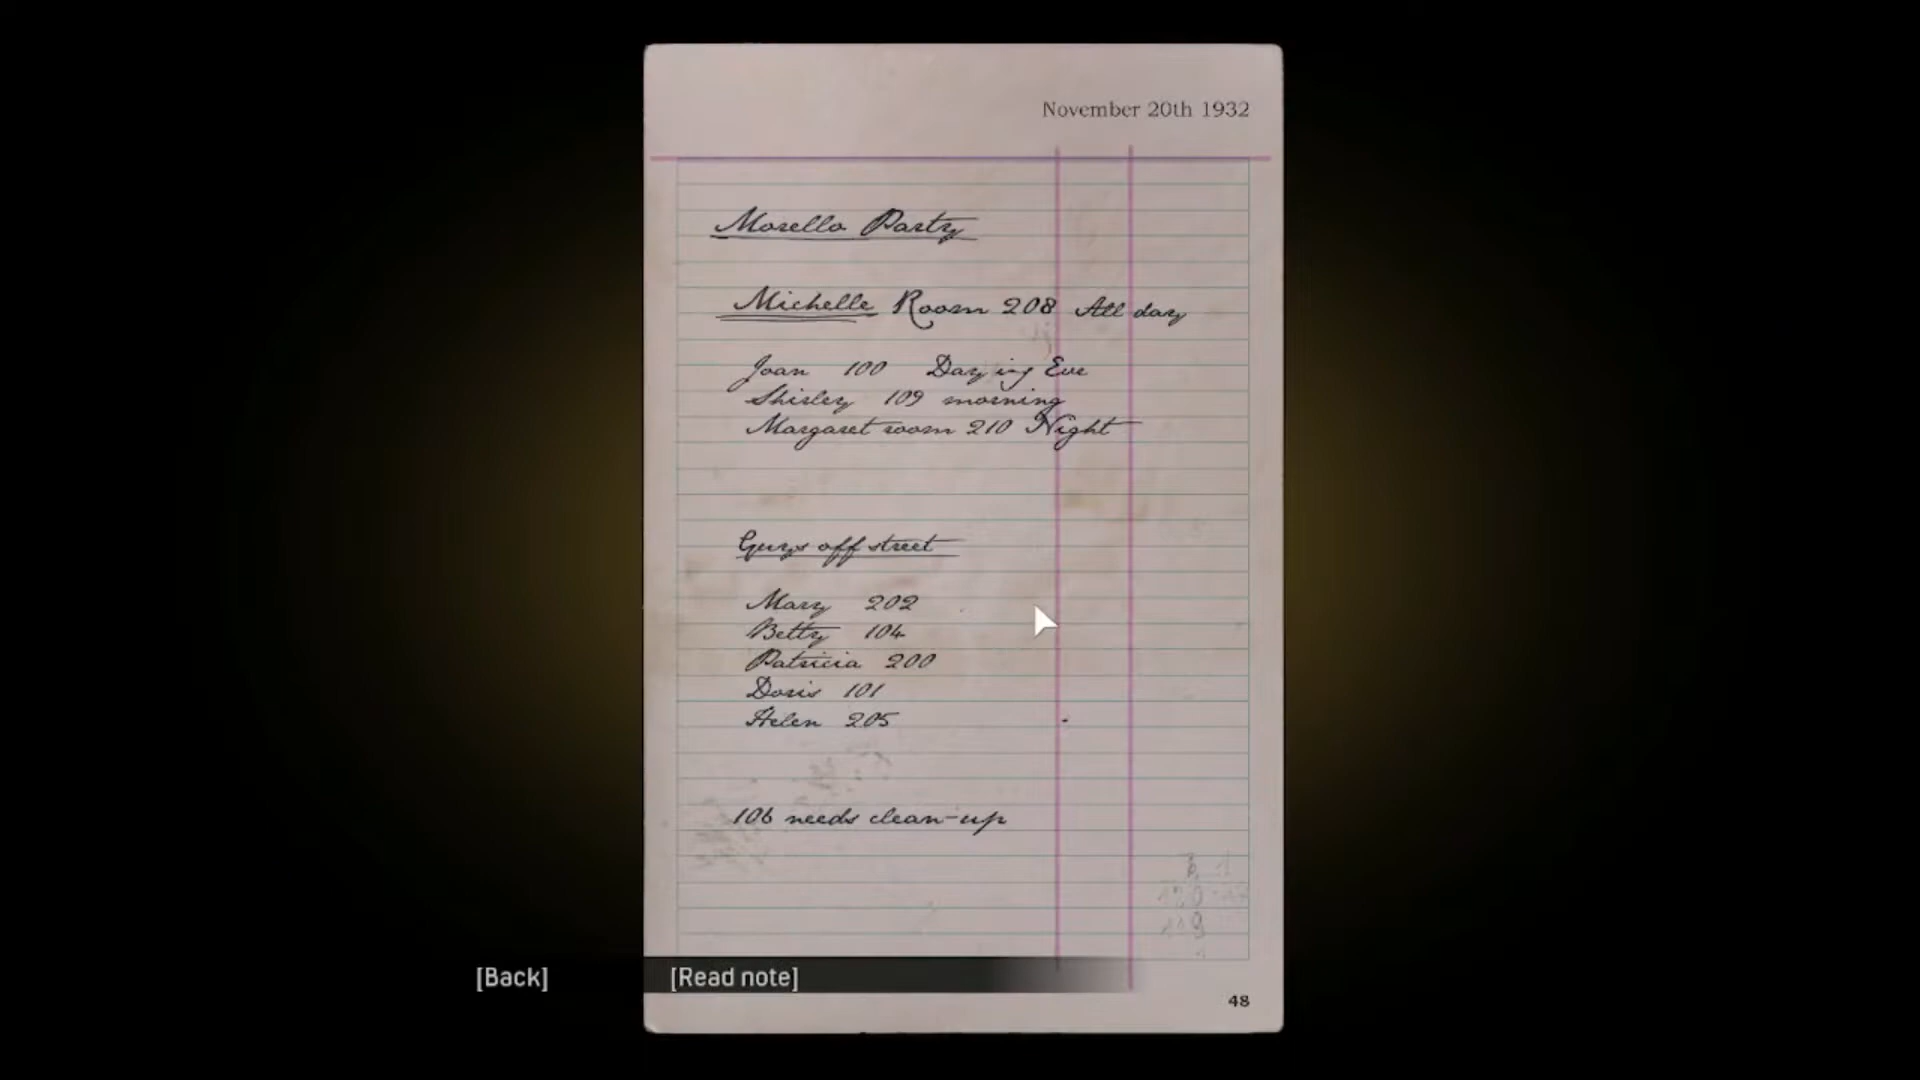 November 20th 1932
Morello Party
Michelle Room 208 All day
Joan 100 Day ing Eve
Shirley 109 morning
Margaret room 210 Night
Guys off street
Mary 202
Betty 104
Patricia 200
Doris 101
Helen 205
106 needs clean-up
[Back] [Read note]
48